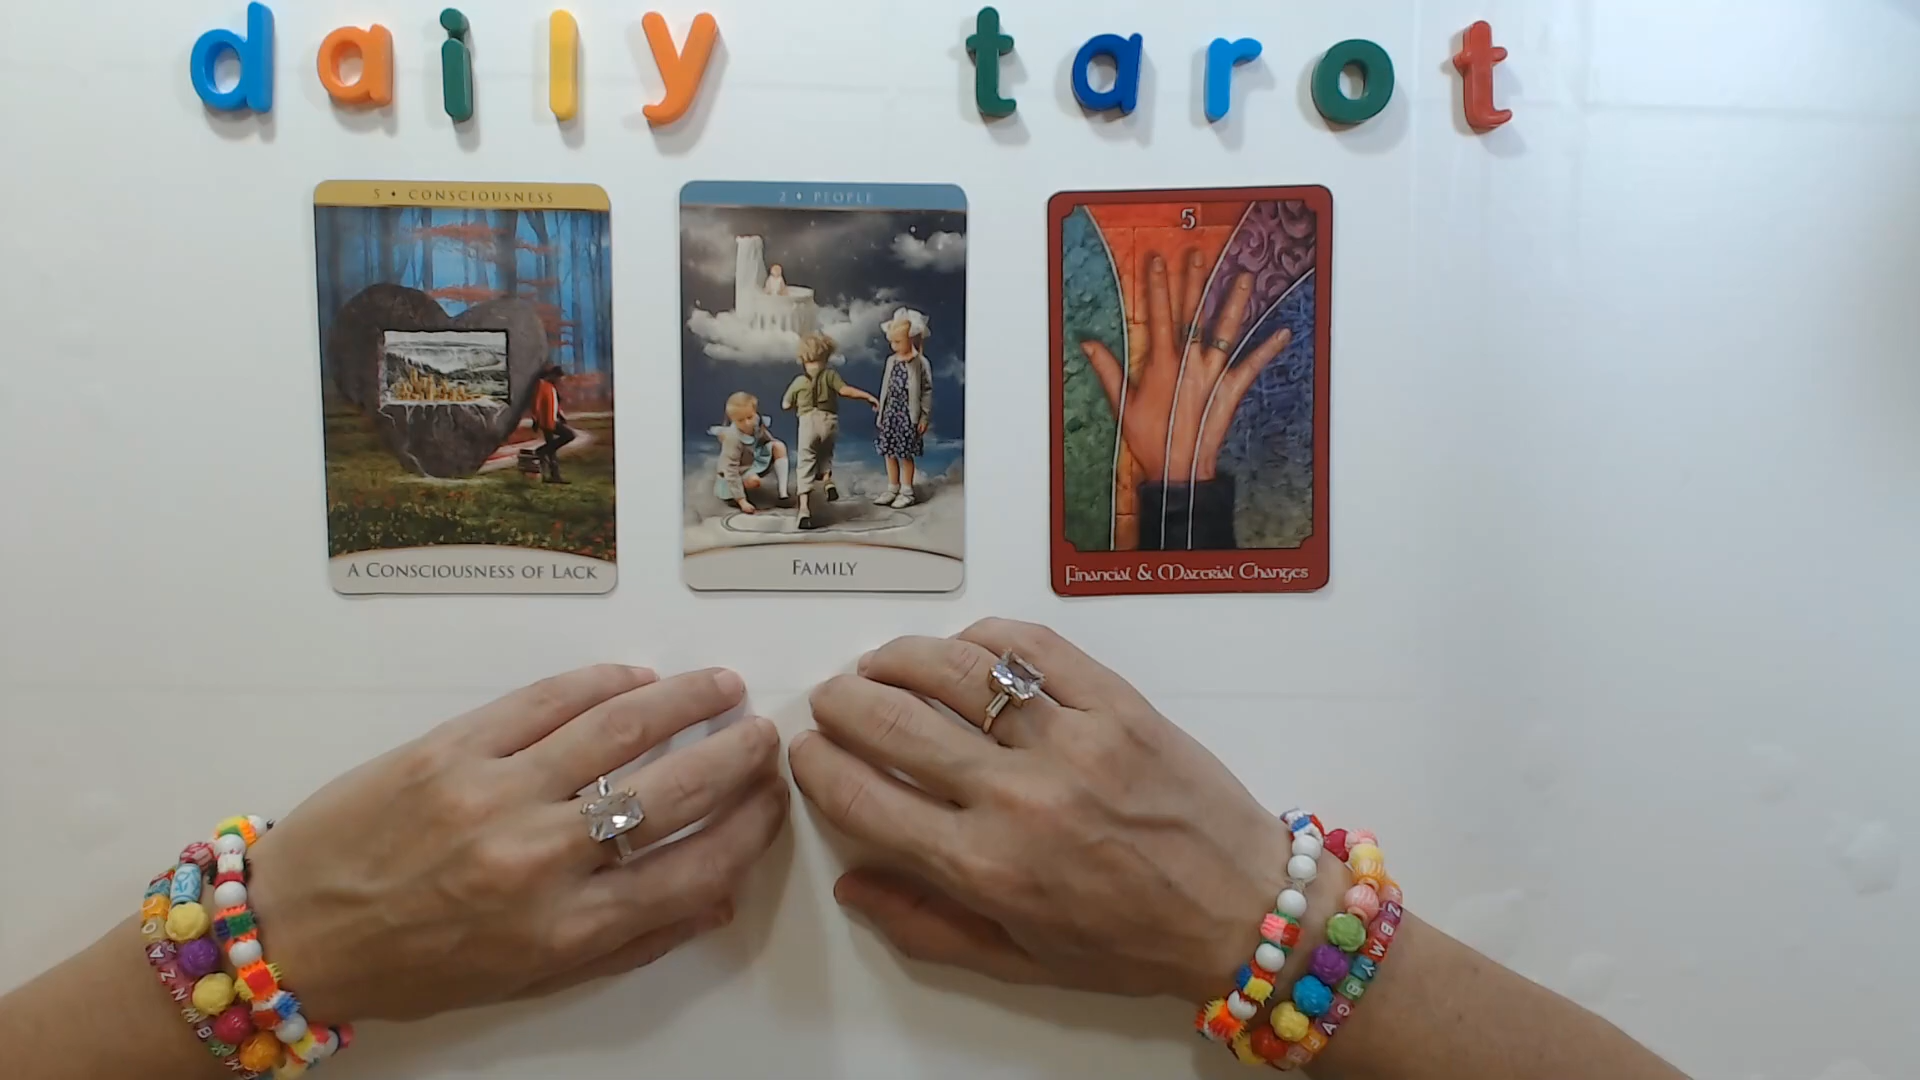 daily tarot
5 • CONSCIOUSNESS
A CONSCIOUSNESS OF LACK
2 • PEOPLE
FAMILY
5
Financial & Material Changes